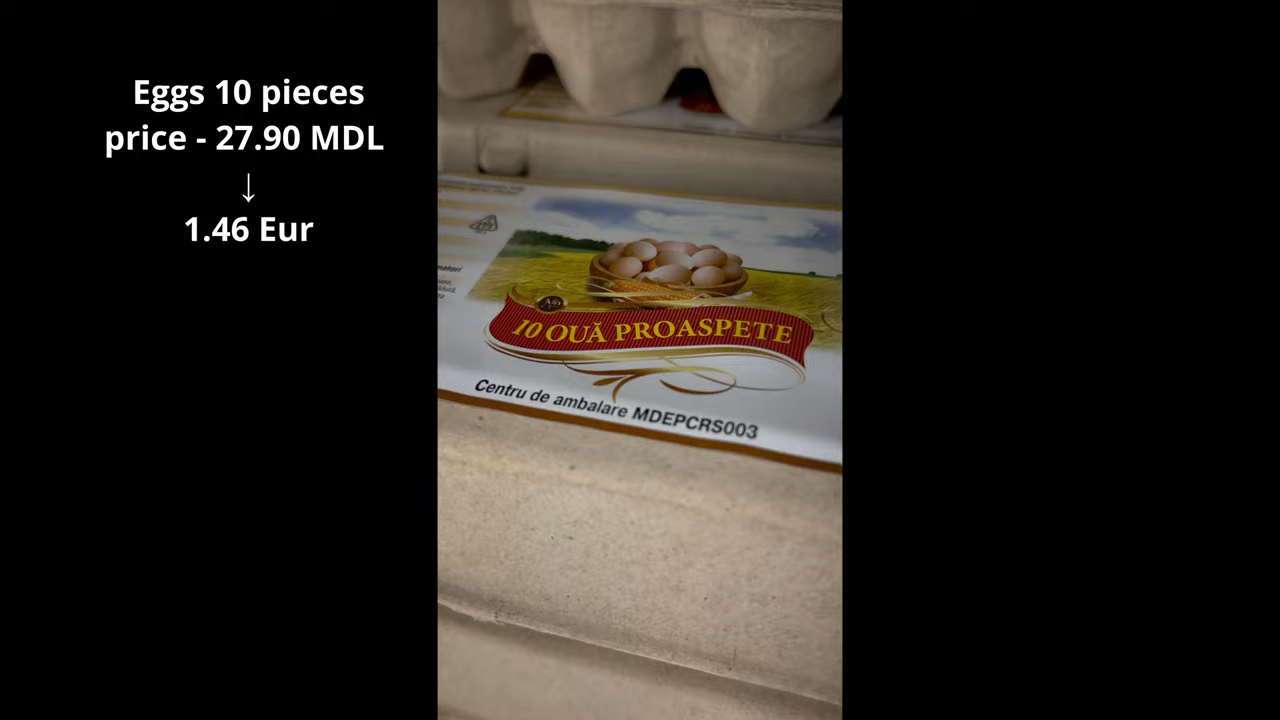 Eggs 10 pieces
price - 27.90 MDL
↓
1.46 Eur
10 OUĂ PROASPETE
Centru de ambalare MDEPCRS003